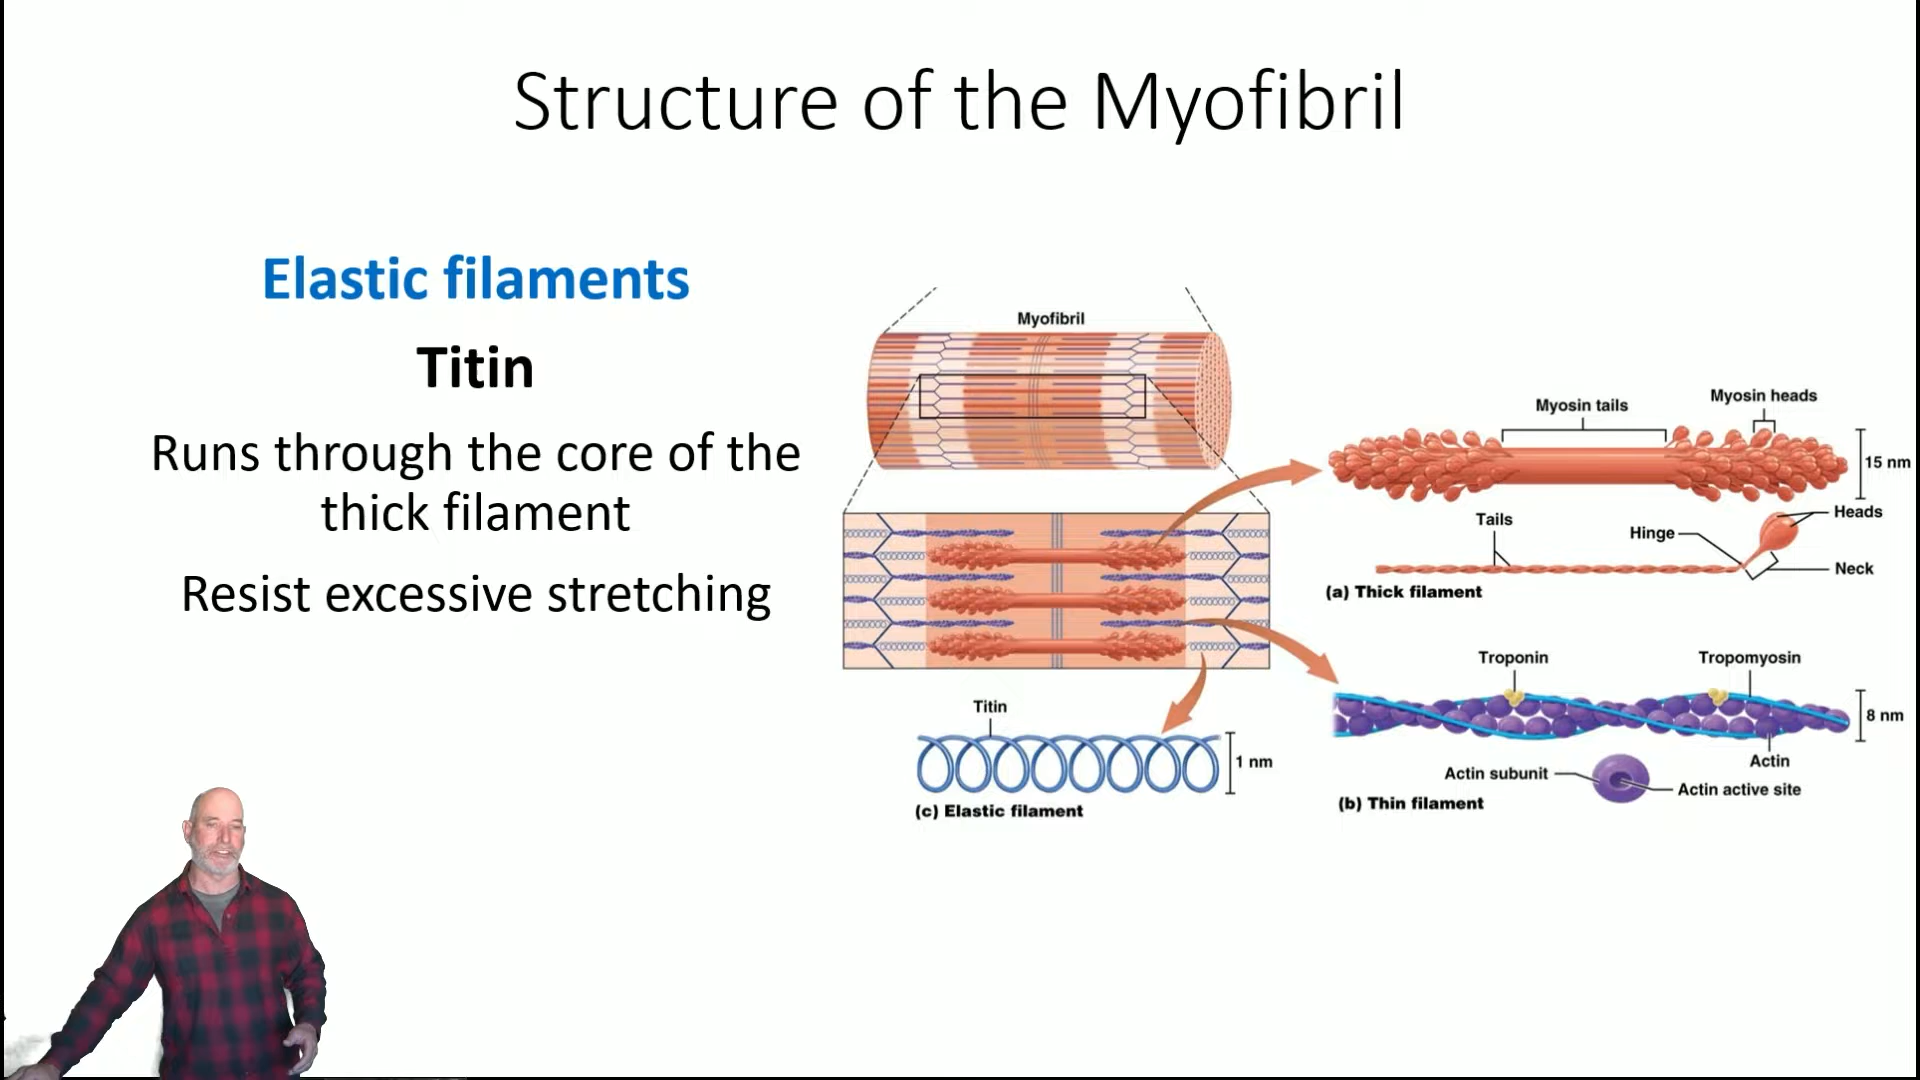 Structure of the Myofibril
Elastic filaments
Titin
Runs through the core of the
thick filament
Resist excessive stretching
Myofibril
Myosin tails
Myosin heads
15 nm
Tails
Hinge
Heads
Neck
(a) Thick filament
Titin
1 nm
(c) Elastic filament
Troponin
Tropomyosin
8 nm
Actin
Actin subunit
Actin active site
(b) Thin filament